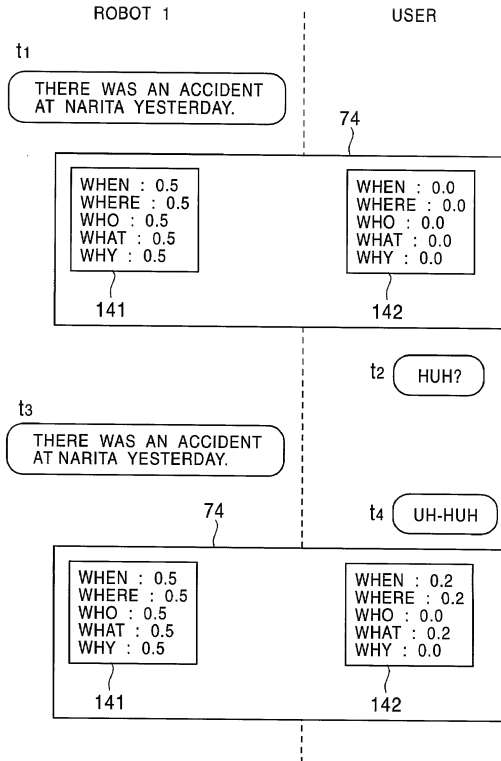 ROBOT 1 USER
t1
THERE WAS AN ACCIDENT
AT NARITA YESTERDAY.
74
WHEN : 0.5
WHERE : 0.5
WHO : 0.5
WHAT : 0.5
WHY : 0.5
141
WHEN : 0.0
WHERE : 0.0
WHO : 0.0
WHAT : 0.0
WHY : 0.0
142
t2 HUH?
t3
THERE WAS AN ACCIDENT
AT NARITA YESTERDAY.
t4 UH-HUH
74
WHEN : 0.5
WHERE : 0.5
WHO : 0.5
WHAT : 0.5
WHY : 0.5
141
WHEN : 0.2
WHERE : 0.2
WHO : 0.0
WHAT : 0.2
WHY : 0.0
142